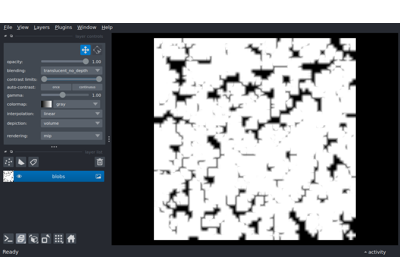 File View Layers Plugins Window Help
opacity: 1.00
blending: translucent_no_depth
contrast limits:
auto-contrast: once continuous
gamma: 1.00
colormap: gray
interpolation: linear
depiction: volume
rendering: mip
blobs
activity